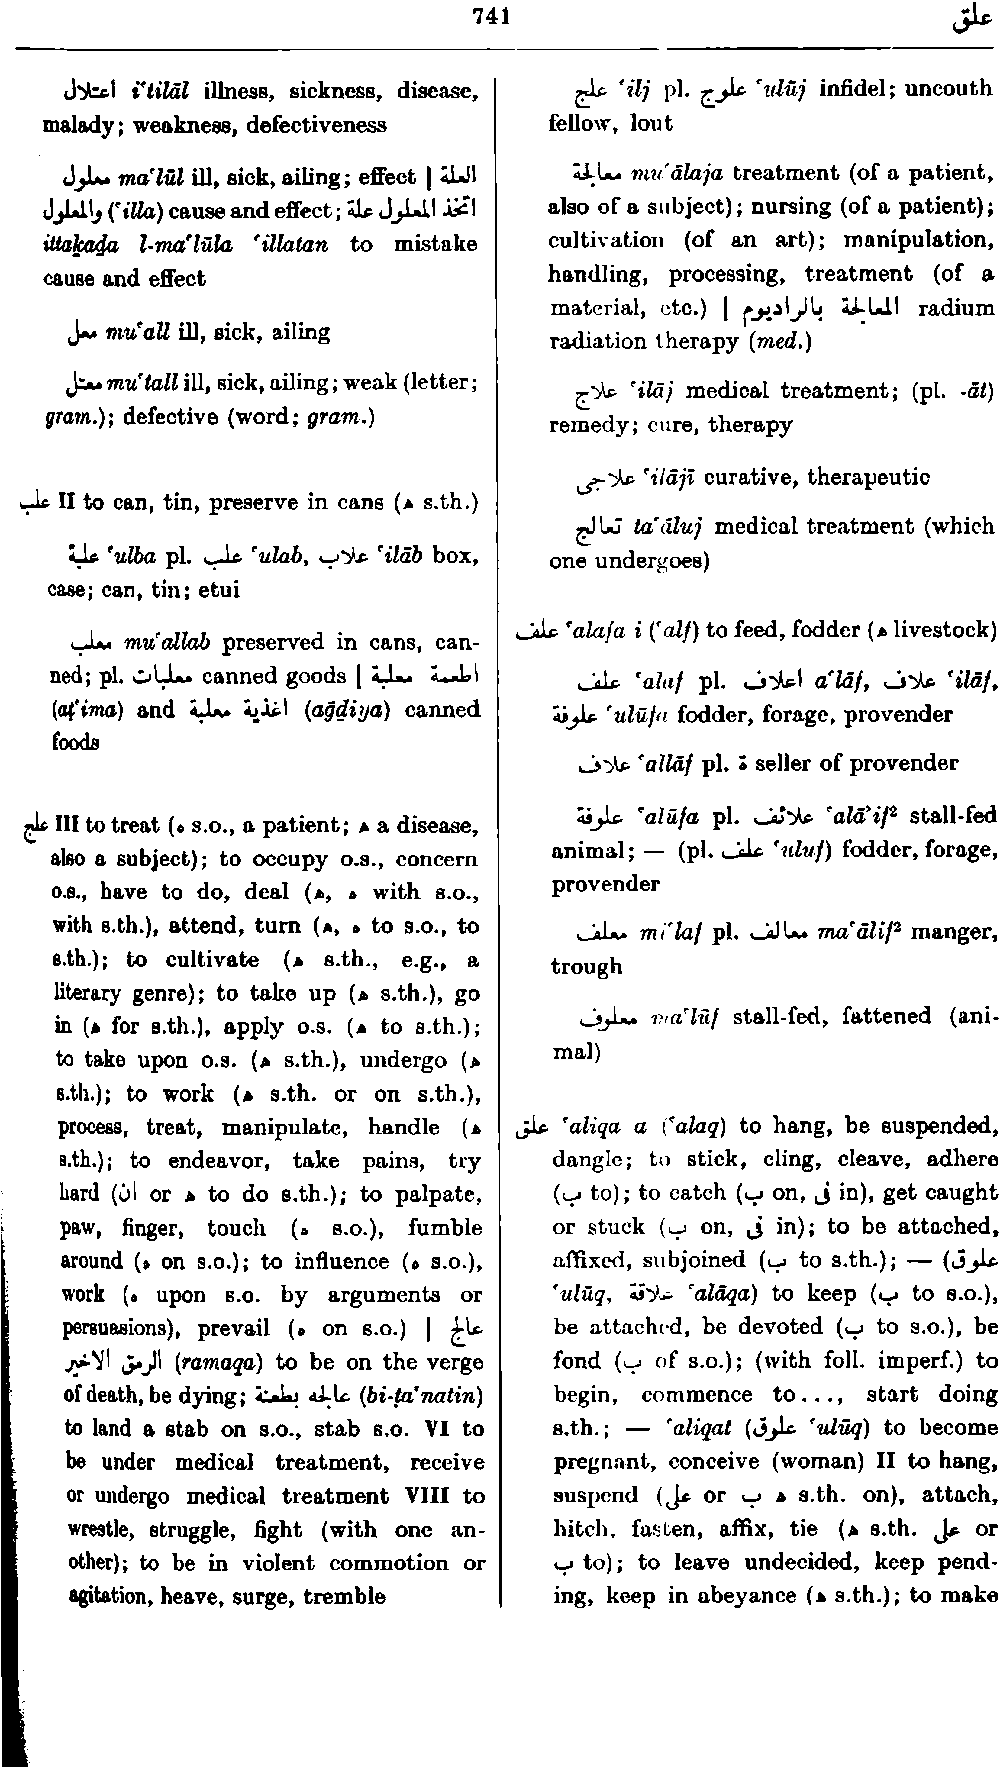 741
علق
اعتلال i‘tilāl illness, sickness, disease,
malady; weakness, defectiveness
معلول ma‘lūl ill, sick, ailing; effect | العلة
والمعلول (‘illa) cause and effect; اتخذ المعلول علة
ittaḵaḏa l-ma‘lūla ‘illatan to mistake
cause and effect
معل mu‘all ill, sick, ailing
معتل mu‘tall ill, sick, ailing; weak (letter;
gram.); defective (word; gram.)
علب II to can, tin, preserve in cans (ه s.th.)
علبة ‘ulba pl. علب ‘ulab, علاب ‘ilāb box,
case; can, tin; etui
معلب mu‘allab preserved in cans, can-
ned; pl. معلبات canned goods | اطعمة معلبة
(aṭ‘ima) and اغذية معلبة (aḡḏiya) canned
foods
علج III to treat (ه s.o., a patient; ه a disease,
also a subject); to occupy o.s., concern
o.s., have to do, deal (ه, ه with s.o.,
with s.th.), attend, turn (ه, ه to s.o., to
s.th.); to cultivate (ه s.th., e.g., a
literary genre); to take up (ه s.th.), go
in (ه for s.th.), apply o.s. (ه to s.th.);
to take upon o.s. (ه s.th.), undergo (ه
s.th.); to work (ه s.th. or on s.th.),
process, treat, manipulate, handle (ه
s.th.); to endeavor, take pains, try
hard (ان or ه to do s.th.); to palpate,
paw, finger, touch (ه s.o.), fumble
around (ه on s.o.); to influence (ه s.o.),
work (ه upon s.o. by arguments or
persuasions), prevail (ه on s.o.) | عالج
الرمق الاخير (ramaqa) to be on the verge
of death, be dying; عالجه بطعنة (bi-ṭa‘natin)
to land a stab on s.o., stab s.o. VI to
be under medical treatment, receive
or undergo medical treatment VIII to
wrestle, struggle, fight (with one an-
other); to be in violent commotion or
agitation, heave, surge, tremble
علج ‘ilj pl. علوج ‘ulūj infidel; uncouth
fellow, lout
معالجة mu‘ālaja treatment (of a patient,
also of a subject); nursing (of a patient);
cultivation (of an art); manipulation,
handling, processing, treatment (of a
material, etc.) | المعالجة بالراديوم radium
radiation therapy (med.)
علاج ‘ilāj medical treatment; (pl. -āt)
remedy; cure, therapy
علاجى ‘ilājī curative, therapeutic
تعالج ta‘āluj medical treatment (which
one undergoes)
علف ‘alafa i (‘alf) to feed, fodder (ه livestock)
علف ‘alaf pl. اعلاف a‘lāf, علاف ‘ilāf,
علوفة ‘ulūfa fodder, forage, provender
علاف ‘allāf pl. ة seller of provender
علوفة ‘alūfa pl. علائف ‘alā’if² stall-fed
animal; — (pl. علف ‘uluf) fodder, forage,
provender
معلف mi‘laf pl. معالف ma‘ālif² manger,
trough
معلوف ma‘lūf stall-fed, fattened (ani-
mal)
علق ‘aliqa a (‘alaq) to hang, be suspended,
dangle; to stick, cling, cleave, adhere
(ب to); to catch (ب on, فى in), get caught
or stuck (ب on, فى in); to be attached,
affixed, subjoined (ب to s.th.); — (علوق
‘ulūq, علاقة ‘alāqa) to keep (ب to s.o.),
be attached, be devoted (ب to s.o.), be
fond (ب of s.o.); (with foll. imperf.) to
begin, commence to..., start doing
s.th.; — ‘aliqat (علوق ‘ulūq) to become
pregnant, conceive (woman) II to hang,
suspend (على or ب ه s.th. on), attach,
hitch, fasten, affix, tie (ه s.th. على or
ب to); to leave undecided, keep pend-
ing, keep in abeyance (ه s.th.); to make